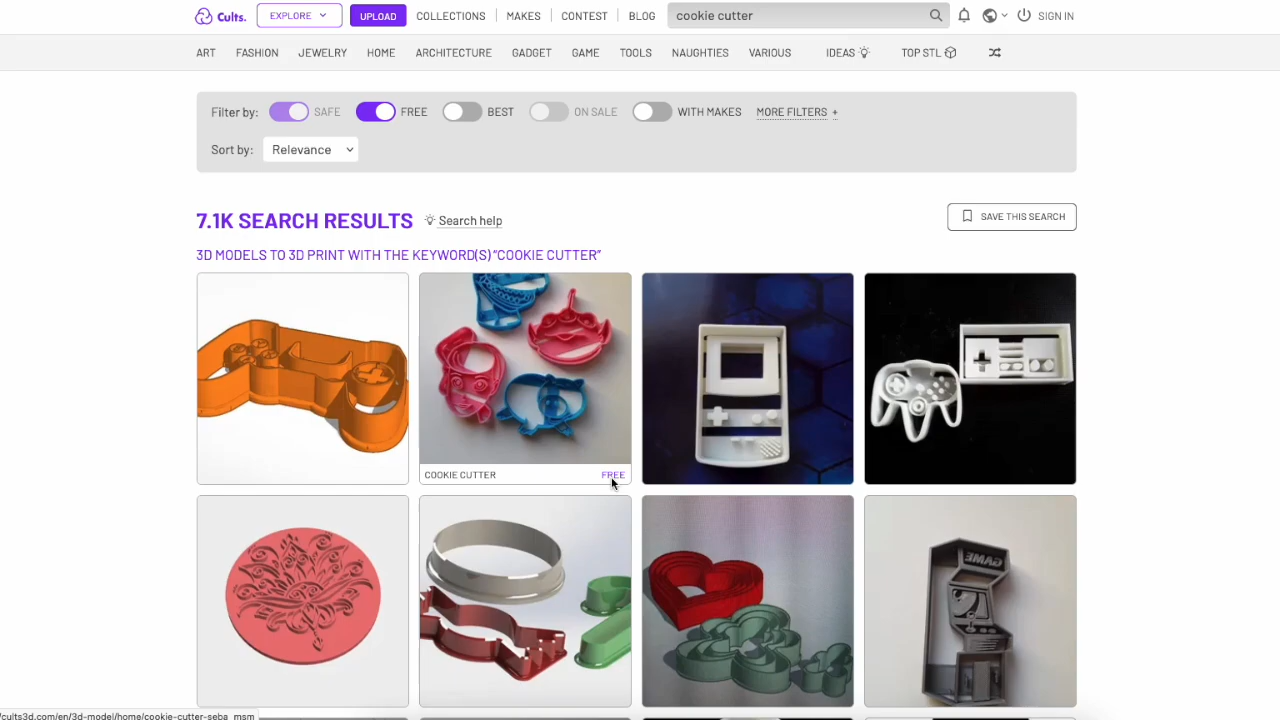 Cults. EXPLORE UPLOAD COLLECTIONS MAKES CONTEST BLOG cookie cutter SIGN IN
ART FASHION JEWELRY HOME ARCHITECTURE GADGET GAME TOOLS NAUGHTIES VARIOUS IDEAS TOP STL
Filter by: SAFE FREE BEST ON SALE WITH MAKES MORE FILTERS +
Sort by: Relevance
7.1K SEARCH RESULTS Search help SAVE THIS SEARCH
3D MODELS TO 3D PRINT WITH THE KEYWORD(S) “COOKIE CUTTER”
COOKIE CUTTER FREE
GAME
/cults3d.com/en/3d-model/home/cookie-cutter-seba_msm